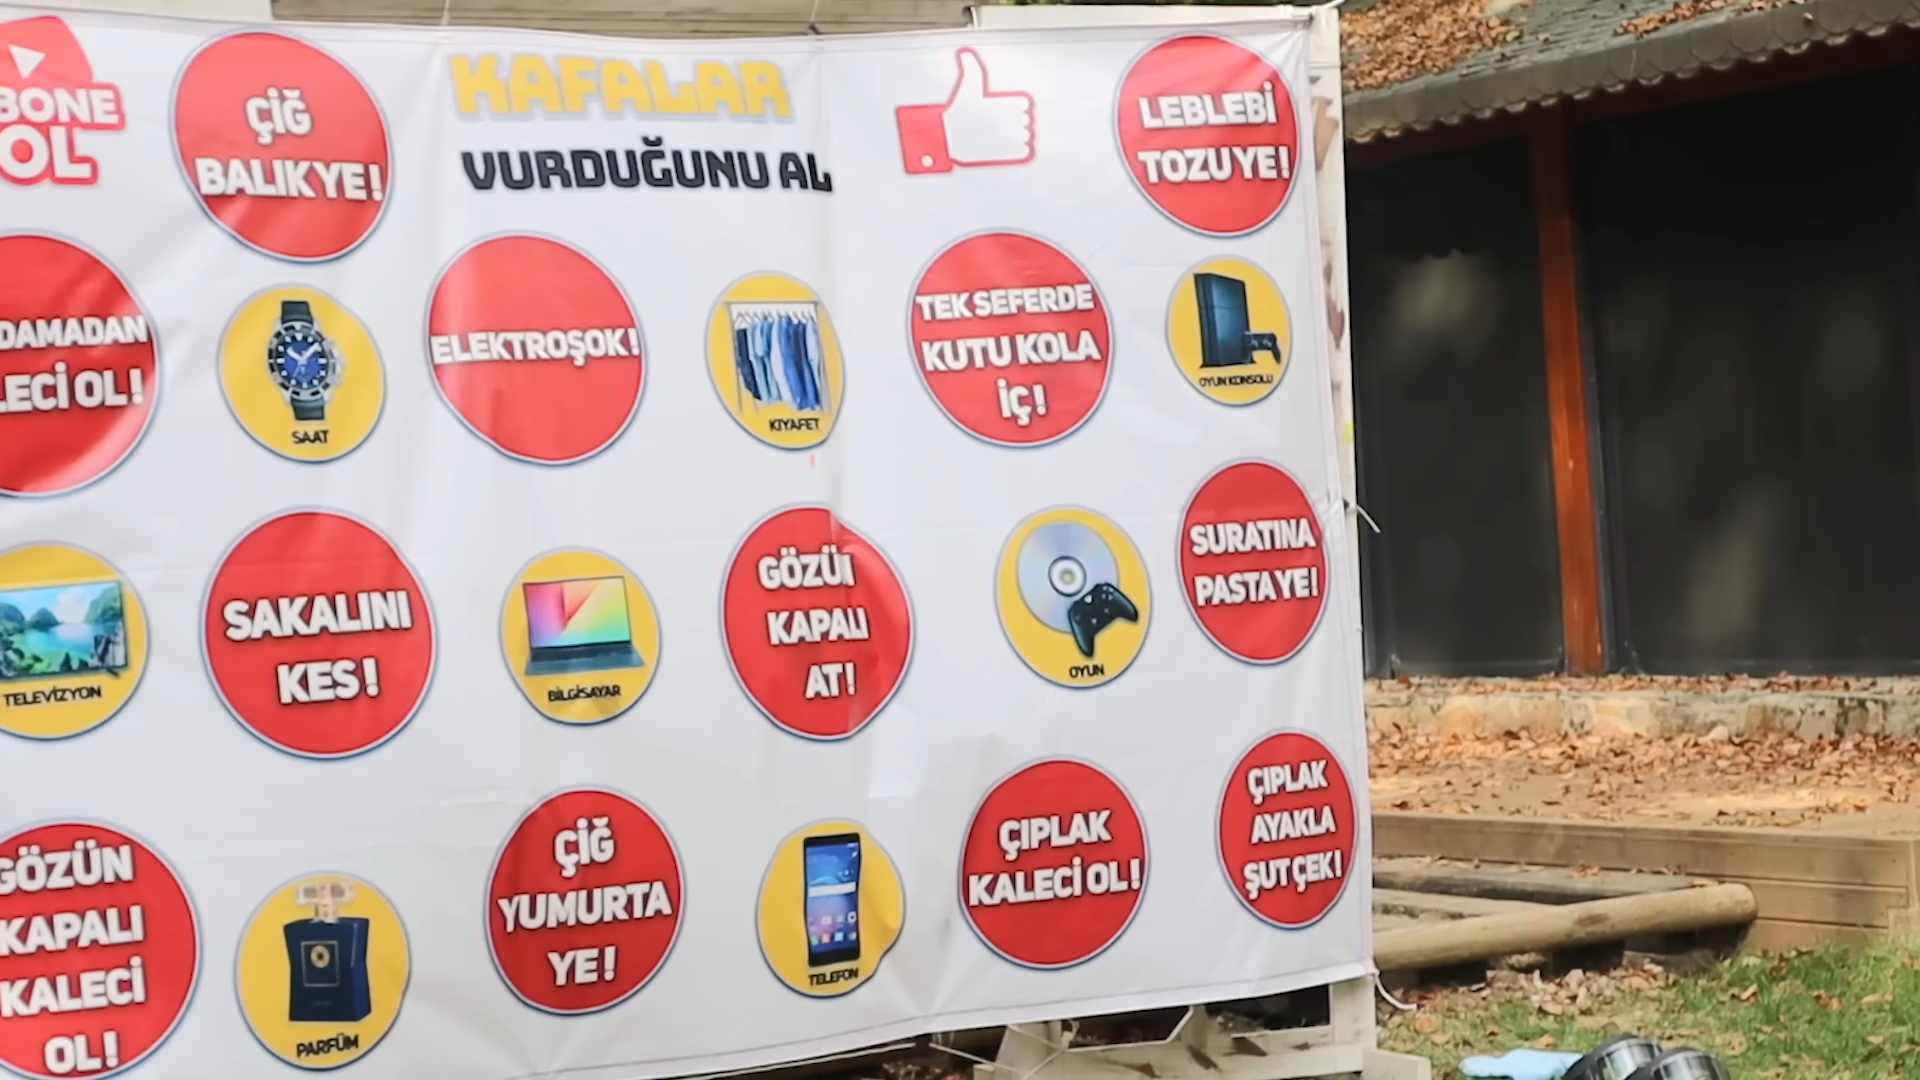 BONE
OL
ÇİĞ
BALIK YE!
KAFALAR
VURDUĞUNU AL
LEBLEBİ
TOZU YE!
DAMADAN
LECİ OL!
SAAT
ELEKTROŞOK!
KIYAFET
TEK SEFERDE
KUTU KOLA
İÇ!
OYUN KONSOLU
TELEVİZYON
SAKALINI
KES!
BİLGİSAYAR
GÖZÜ
KAPALI
AT!
OYUN
SURATINA
PASTA YE!
GÖZÜN
KAPALI
KALECİ
OL!
PARFÜM
ÇİĞ
YUMURTA
YE!
TELEFON
ÇIPLAK
KALECİ OL!
ÇIPLAK
AYAKLA
ŞUT ÇEK!